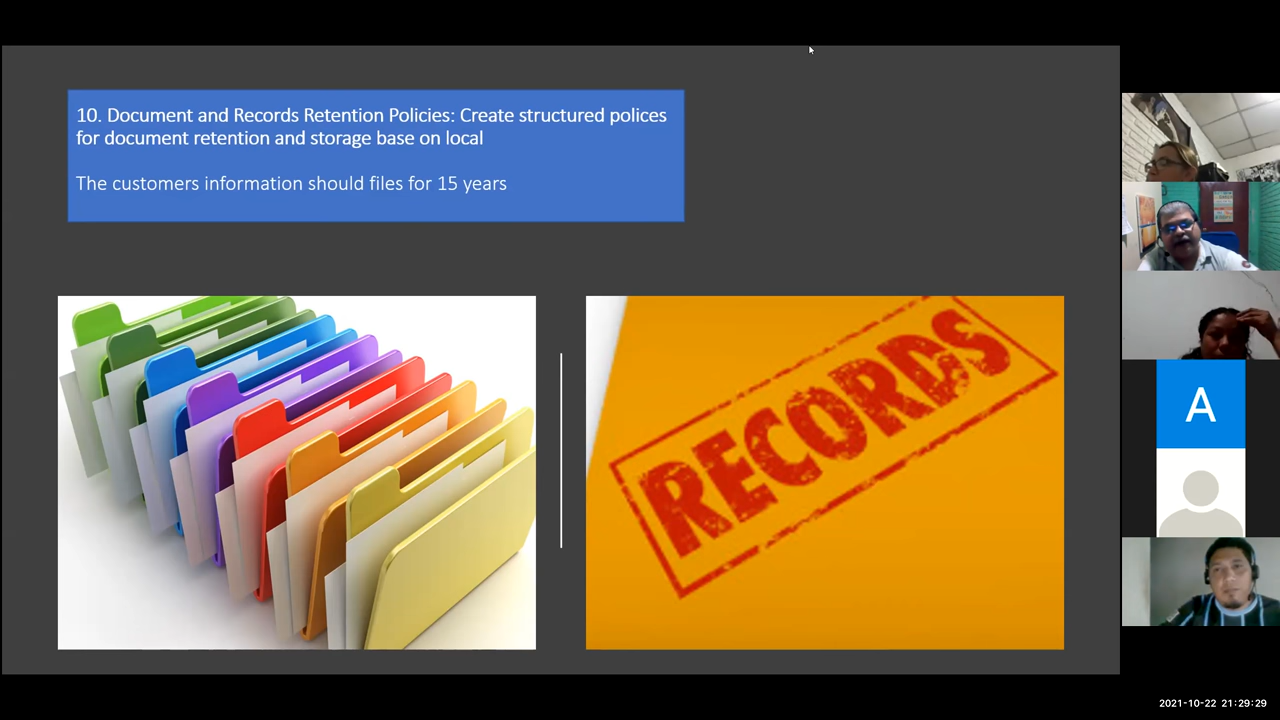 10. Document and Records Retention Policies: Create structured polices
for document retention and storage base on local
The customers information should files for 15 years
RECORDS
A
2021-10-22 21:29:29